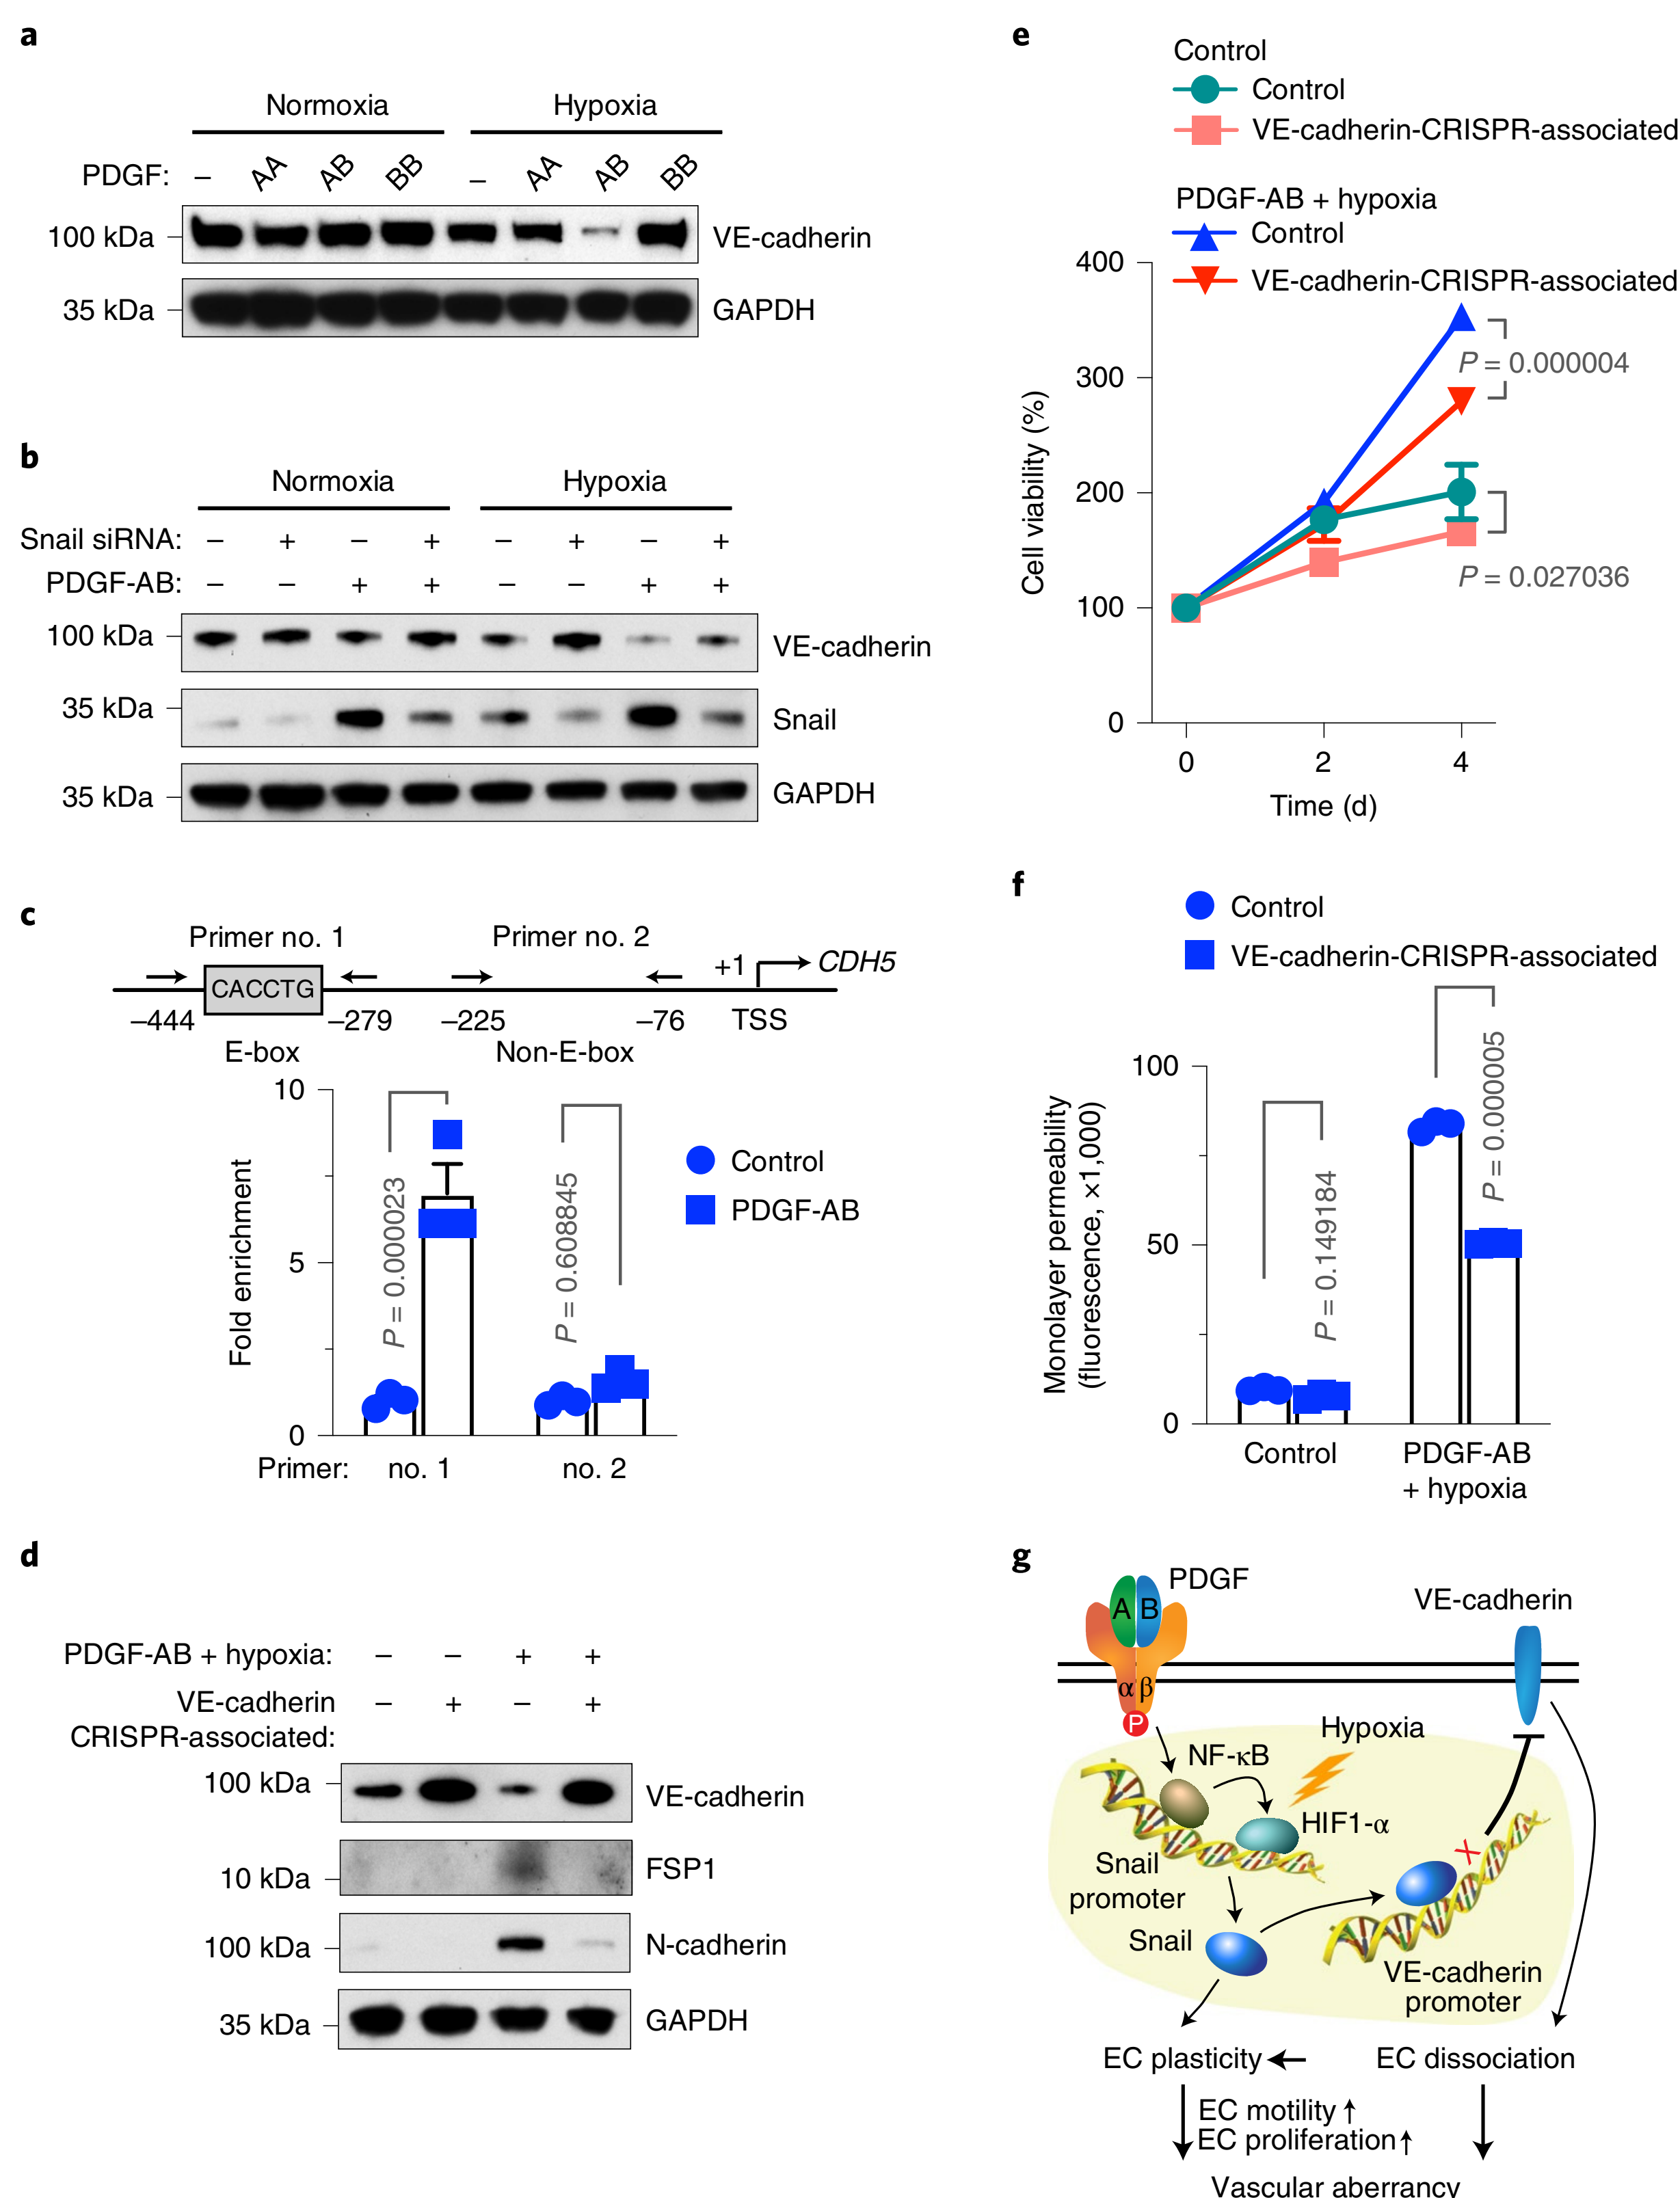 a
Normoxia Hypoxia
PDGF: – AA AB BB – AA AB BB
100 kDa VE-cadherin
35 kDa GAPDH
b
Normoxia Hypoxia
Snail siRNA: – + – + – + – +
PDGF-AB: – – + + – – + +
100 kDa VE-cadherin
35 kDa Snail
35 kDa GAPDH
c
Primer no. 1 Primer no. 2
+1 CDH5
CACCTG
–444 –279 –225 –76 TSS
E-box Non-E-box
10
5
0
Fold enrichment
P = 0.000023
P = 0.608845
Control
PDGF-AB
Primer: no. 1 no. 2
d
PDGF-AB + hypoxia: – – + +
VE-cadherin – + – +
CRISPR-associated:
100 kDa VE-cadherin
10 kDa FSP1
100 kDa N-cadherin
35 kDa GAPDH
e
Control
Control
VE-cadherin-CRISPR-associated
PDGF-AB + hypoxia
Control
VE-cadherin-CRISPR-associated
400
300
200
100
0
Cell viability (%)
P = 0.000004
P = 0.027036
0 2 4
Time (d)
f
Control
VE-cadherin-CRISPR-associated
100
50
0
Monolayer permeability
(fluorescence, ×1,000)
P = 0.149184
P = 0.000005
Control PDGF-AB
+ hypoxia
g
PDGF
A B
VE-cadherin
α β
P
Hypoxia
NF-κB
HIF1-α
Snail
promoter
X
Snail
VE-cadherin
promoter
EC plasticity EC dissociation
EC motility
EC proliferation
Vascular aberrancy